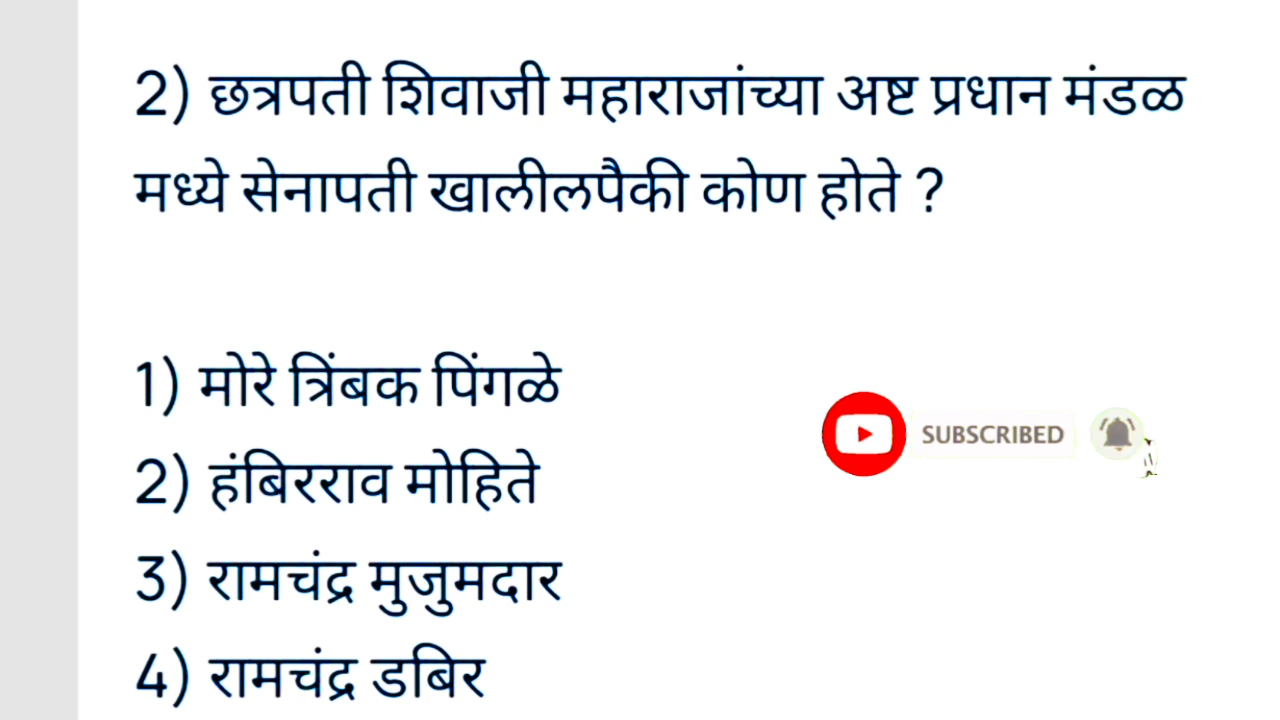 2) छत्रपती शिवाजी महाराजांच्या अष्ट प्रधान मंडळ
मध्ये सेनापती खालीलपैकी कोण होते ?
1) मोरे त्रिंबक पिंगळे
2) हंबिरराव मोहिते
SUBSCRIBED
3) रामचंद्र मुजुमदार
4) रामचंद्र डबिर